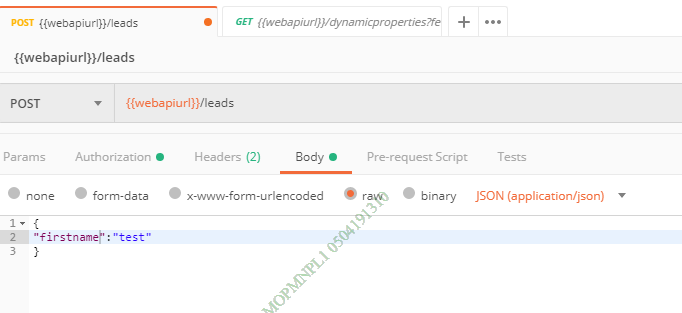 POST {{webapiurl}}/leads
GET {{webapiurl}}/dynamicproperties?fe
{{webapiurl}}/leads
POST {{webapiurl}}/leads
Params Authorization Headers (2) Body Pre-request Script Tests
none form-data x-www-form-urlencoded raw binary JSON (application/json)
1 {
2 "firstname":"test"
3 }
MOPMNPL1 0504191310